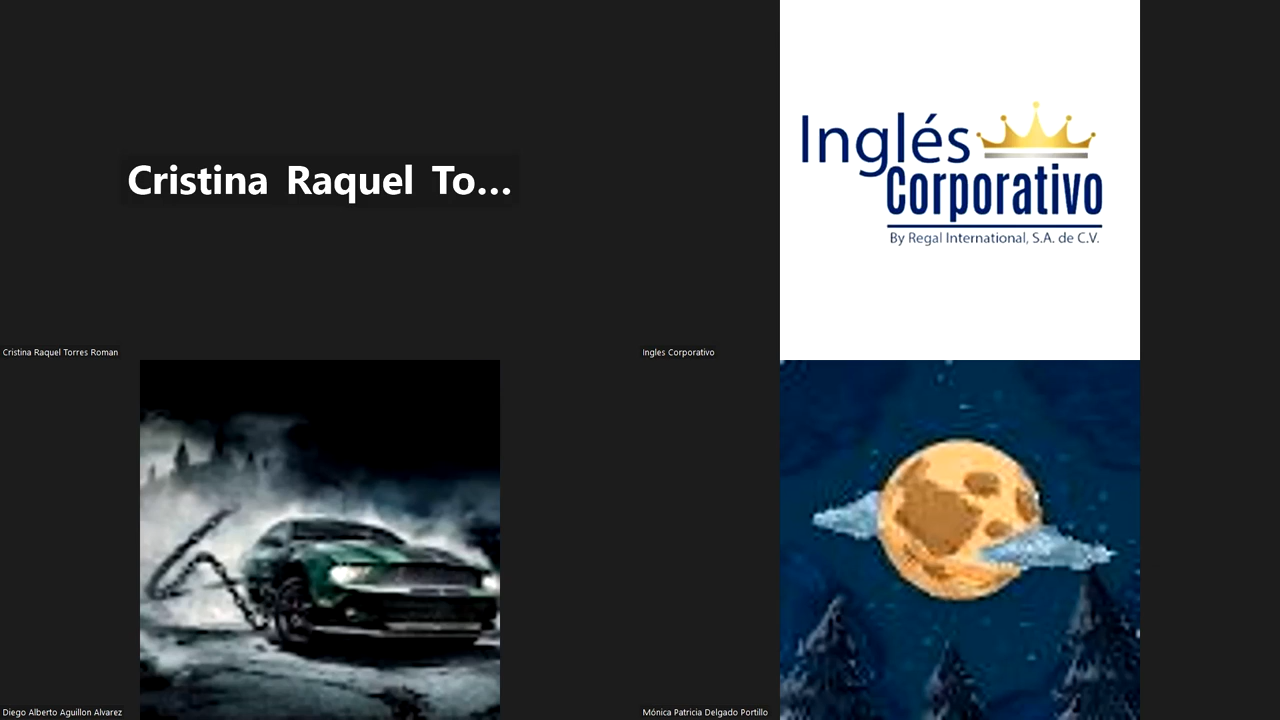 Cristina Raquel To...
Inglés
Corporativo
By Regal International, S.A. de C.V.
Cristina Raquel Torres Roman
Ingles Corporativo
Diego Alberto Aguillon Alvarez
Mónica Patricia Delgado Portillo